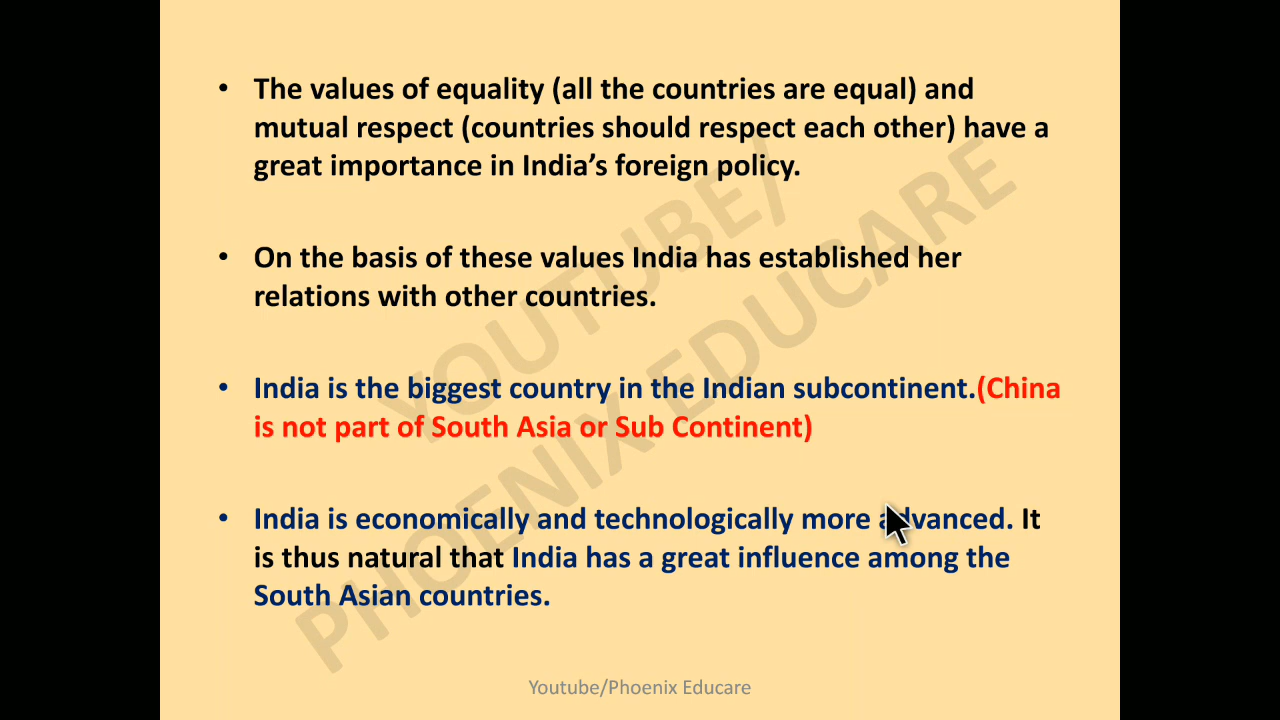 • The values of equality (all the countries are equal) and
mutual respect (countries should respect each other) have a
great importance in India’s foreign policy.
• On the basis of these values India has established her
relations with other countries.
• India is the biggest country in the Indian subcontinent.(China
is not part of South Asia or Sub Continent)
• India is economically and technologically more advanced. It
is thus natural that India has a great influence among the
South Asian countries.
YOUTUBE/
PHOENIX EDUCARE
Youtube/Phoenix Educare